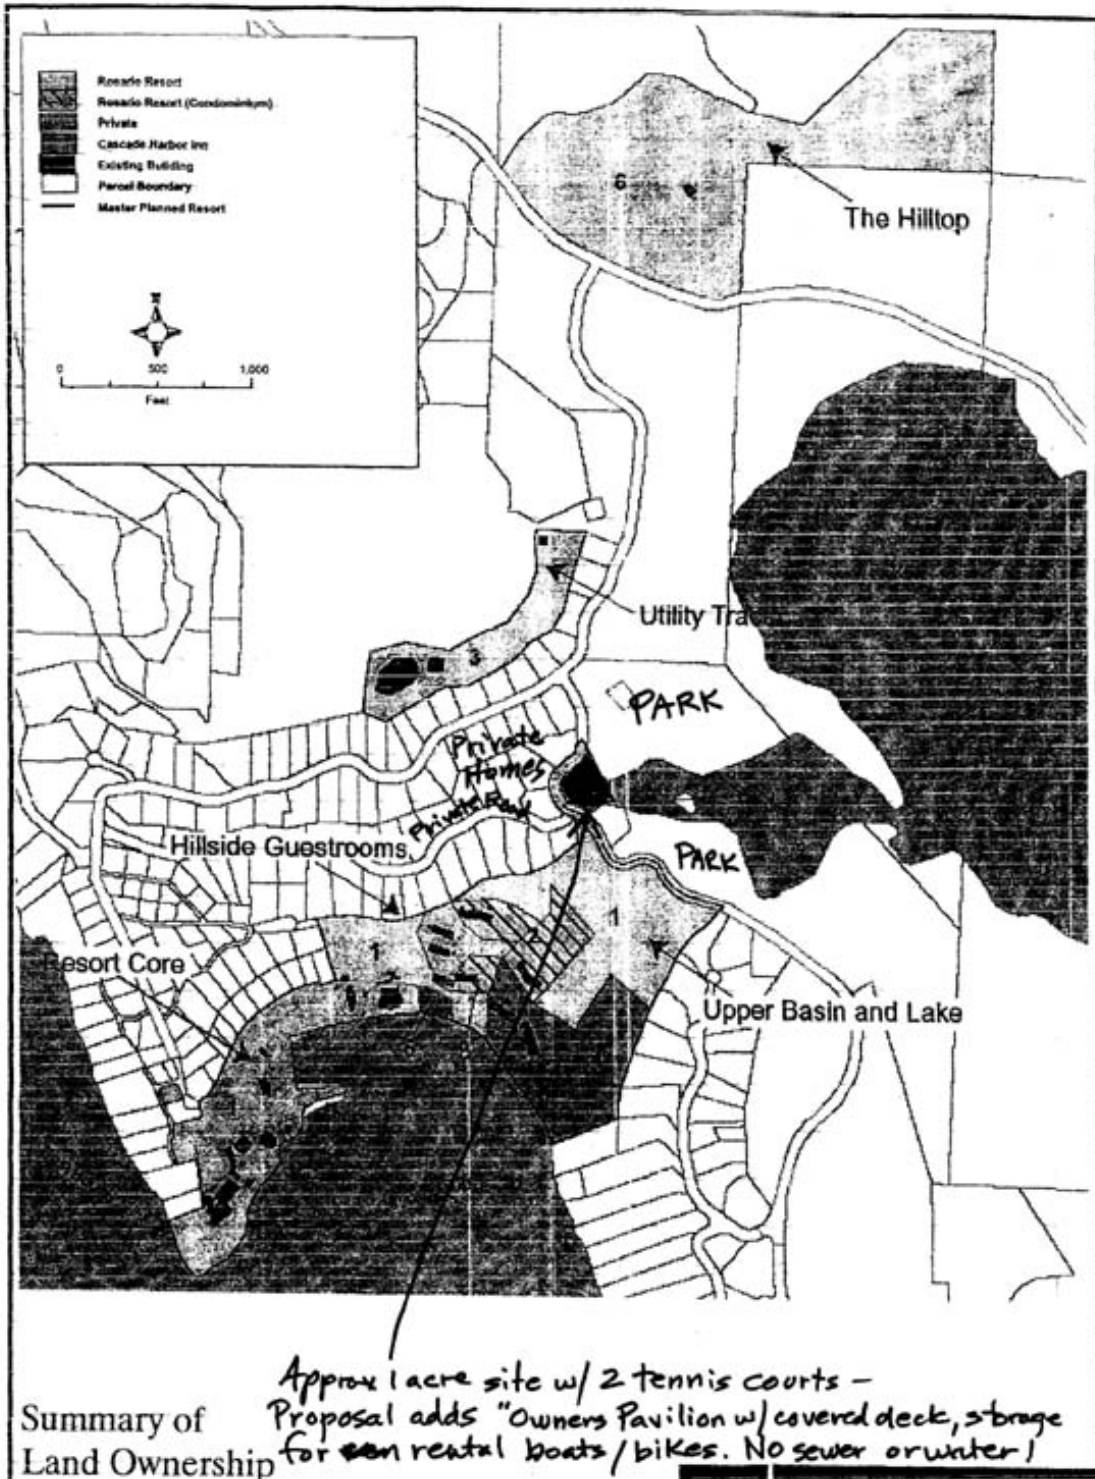 Rosario Resort
Rosario Resort (Condominium)
Private
Cascade Harbor Inn
Existing Building
Parcel Boundary
Master Planned Resort
N
0 500 1,000
Feet
6
The Hilltop
Utility
3
PARK
Private
Homes
Private Road
Hillside Guestrooms
PARK
1
2
1
Resort Core
Upper Basin and Lake
Approx 1 acre site w/ 2 tennis courts –
Proposal adds "Owners Pavilion w/ covered deck, storage
for rental boats/bikes. No sewer or water!
Summary of
Land Ownership